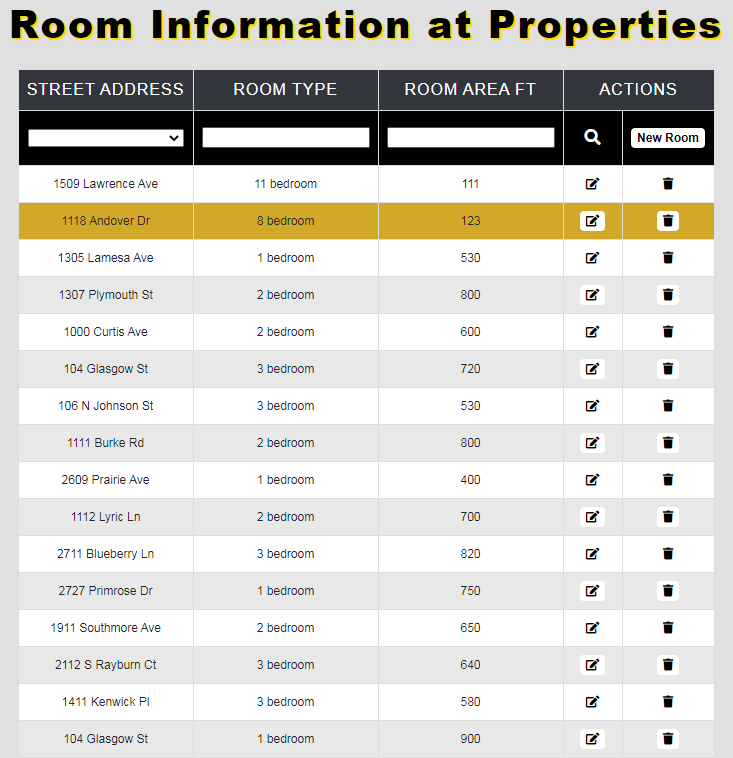 Room Information at Properties
STREET ADDRESS ROOM TYPE ROOM AREA FT ACTIONS
New Room
1509 Lawrence Ave 11 bedroom 111
1118 Andover Dr 8 bedroom 123
1305 Lamesa Ave 1 bedroom 530
1307 Plymouth St 2 bedroom 800
1000 Curtis Ave 2 bedroom 600
104 Glasgow St 3 bedroom 720
106 N Johnson St 3 bedroom 530
1111 Burke Rd 2 bedroom 800
2609 Prairie Ave 1 bedroom 400
1112 Lyric Ln 2 bedroom 700
2711 Blueberry Ln 3 bedroom 820
2727 Primrose Dr 1 bedroom 750
1911 Southmore Ave 2 bedroom 650
2112 S Rayburn Ct 3 bedroom 640
1411 Kenwick Pl 3 bedroom 580
104 Glasgow St 1 bedroom 900